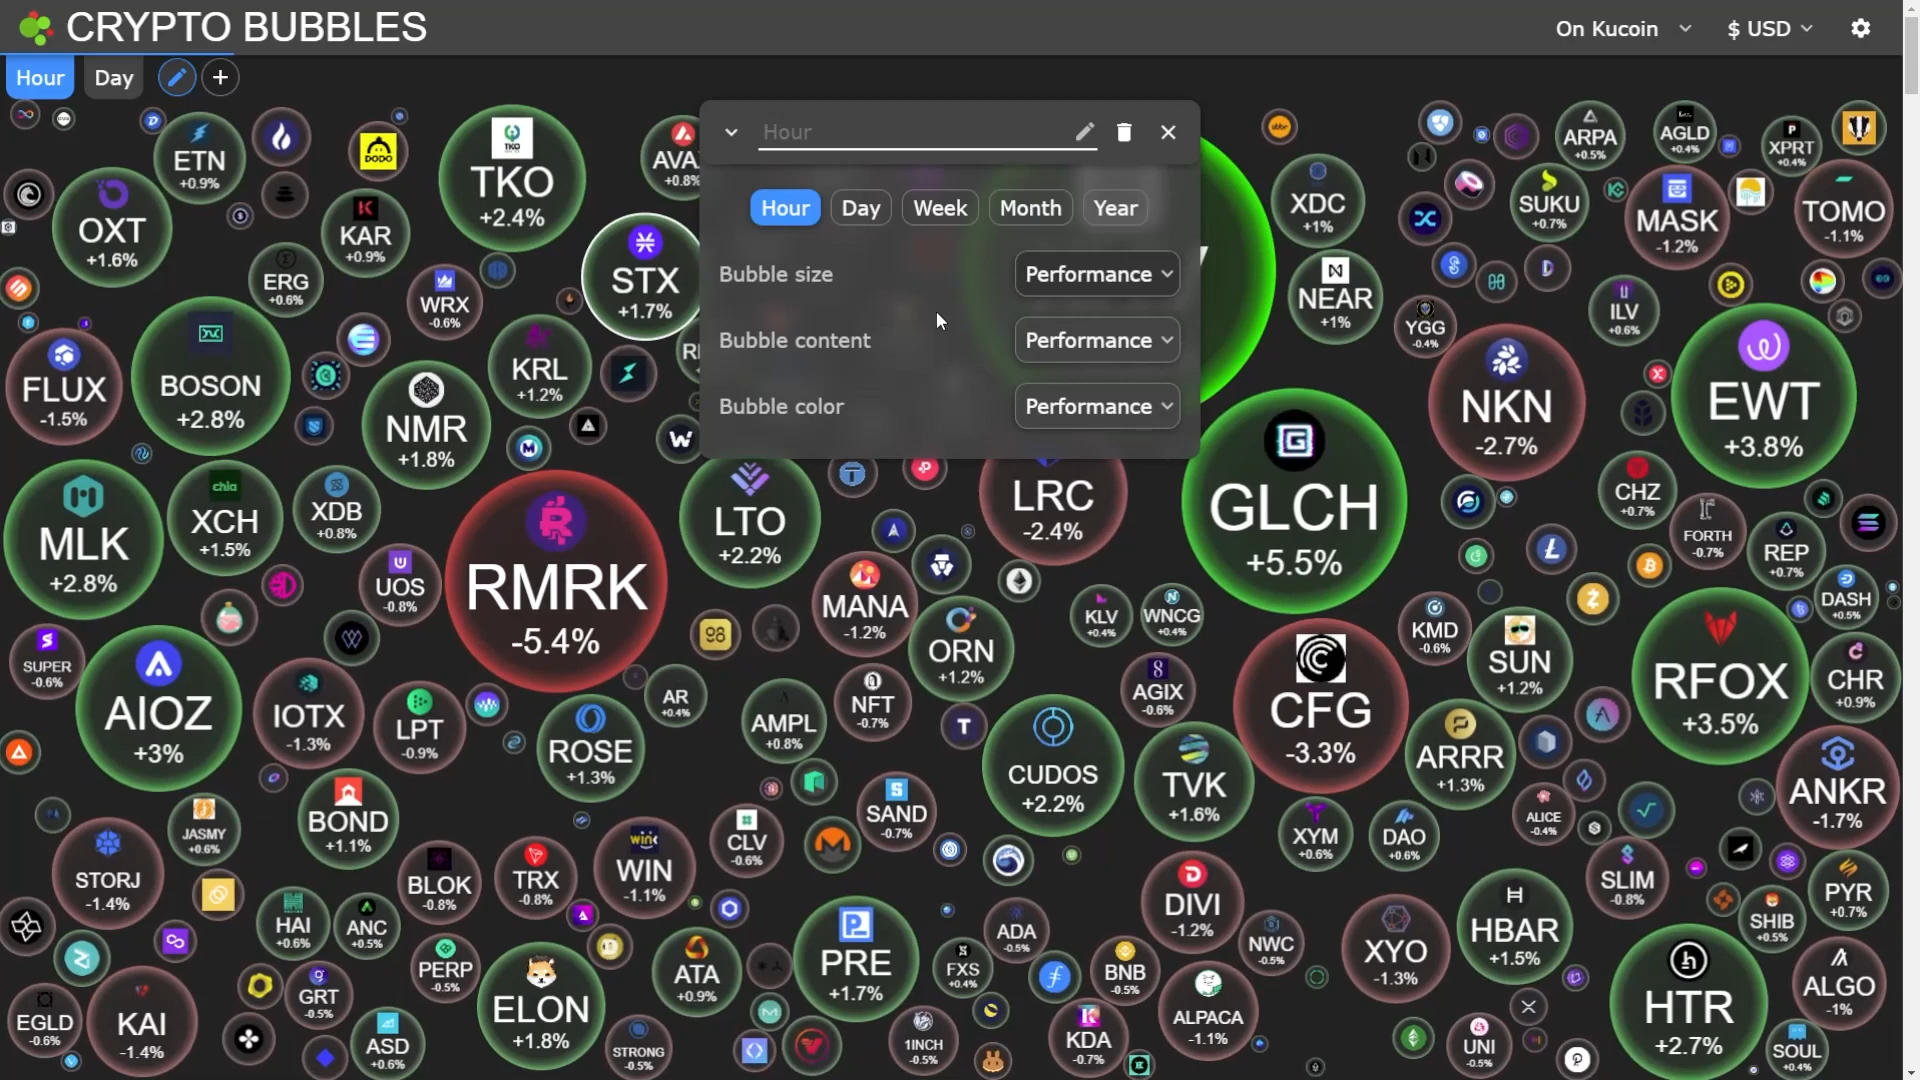 CRYPTO BUBBLES
On Kucoin
$ USD
Hour
Day
Hour
Hour
Day
Week
Month
Year
Bubble size
Performance
Bubble content
Performance
Bubble color
Performance
ETN
+0.9%
DODO
TKO
TKO
+2.4%
AVA
+0.8%
ARPA
+0.5%
AGLD
+0.4%
XPRT
+0.4%
OXT
+1.6%
KAR
+0.9%
XDC
+1%
SUKU
+0.7%
MASK
-1.2%
TOMO
-1.1%
STX
+1.7%
ERG
+0.6%
WRX
-0.6%
NEAR
+1%
YGG
-0.4%
ILV
+0.6%
FLUX
-1.5%
BOSON
+2.8%
KRL
+1.2%
NMR
+1.8%
NKN
-2.7%
EWT
+3.8%
MLK
+2.8%
chia
XCH
+1.5%
XDB
+0.8%
LTO
+2.2%
LRC
-2.4%
GLCH
+5.5%
CHZ
+0.7%
FORTH
-0.7%
REP
+0.7%
UOS
-0.8%
RMRK
-5.4%
MANA
-1.2%
KLV
+0.4%
WNCG
+0.4%
DASH
+0.5%
SUPER
-0.6%
ORN
+1.2%
KMD
-0.6%
SUN
+1.2%
AIOZ
+3%
IOTX
-1.3%
LPT
-0.9%
AR
+0.4%
AMPL
+0.8%
NFT
-0.7%
AGIX
-0.6%
CFG
-3.3%
RFOX
+3.5%
CHR
+0.9%
ROSE
+1.3%
CUDOS
+2.2%
TVK
+1.6%
ARRR
+1.3%
ANKR
-1.7%
JASMY
+0.6%
BOND
+1.1%
SAND
-0.7%
XYM
+0.6%
DAO
+0.6%
ALICE
-0.4%
STORJ
-1.4%
BLOK
-0.8%
TRX
-0.8%
WIN
-1.1%
CLV
-0.6%
SLIM
-0.8%
PYR
+0.7%
HAI
+0.6%
ANC
+0.5%
DIVI
-1.2%
HBAR
+1.5%
SHIB
+0.5%
PERP
-0.5%
ATA
+0.9%
PRE
+1.7%
FXS
+0.4%
ADA
-0.5%
BNB
-0.5%
NWC
-0.5%
XYO
-1.3%
ALGO
-1%
EGLD
-0.6%
KAI
-1.4%
GRT
-0.5%
ASD
+0.6%
ELON
+1.8%
STRONG
-0.5%
1INCH
-0.5%
KDA
-0.7%
ALPACA
-1.1%
UNI
-0.5%
HTR
+2.7%
SOUL
+0.4%